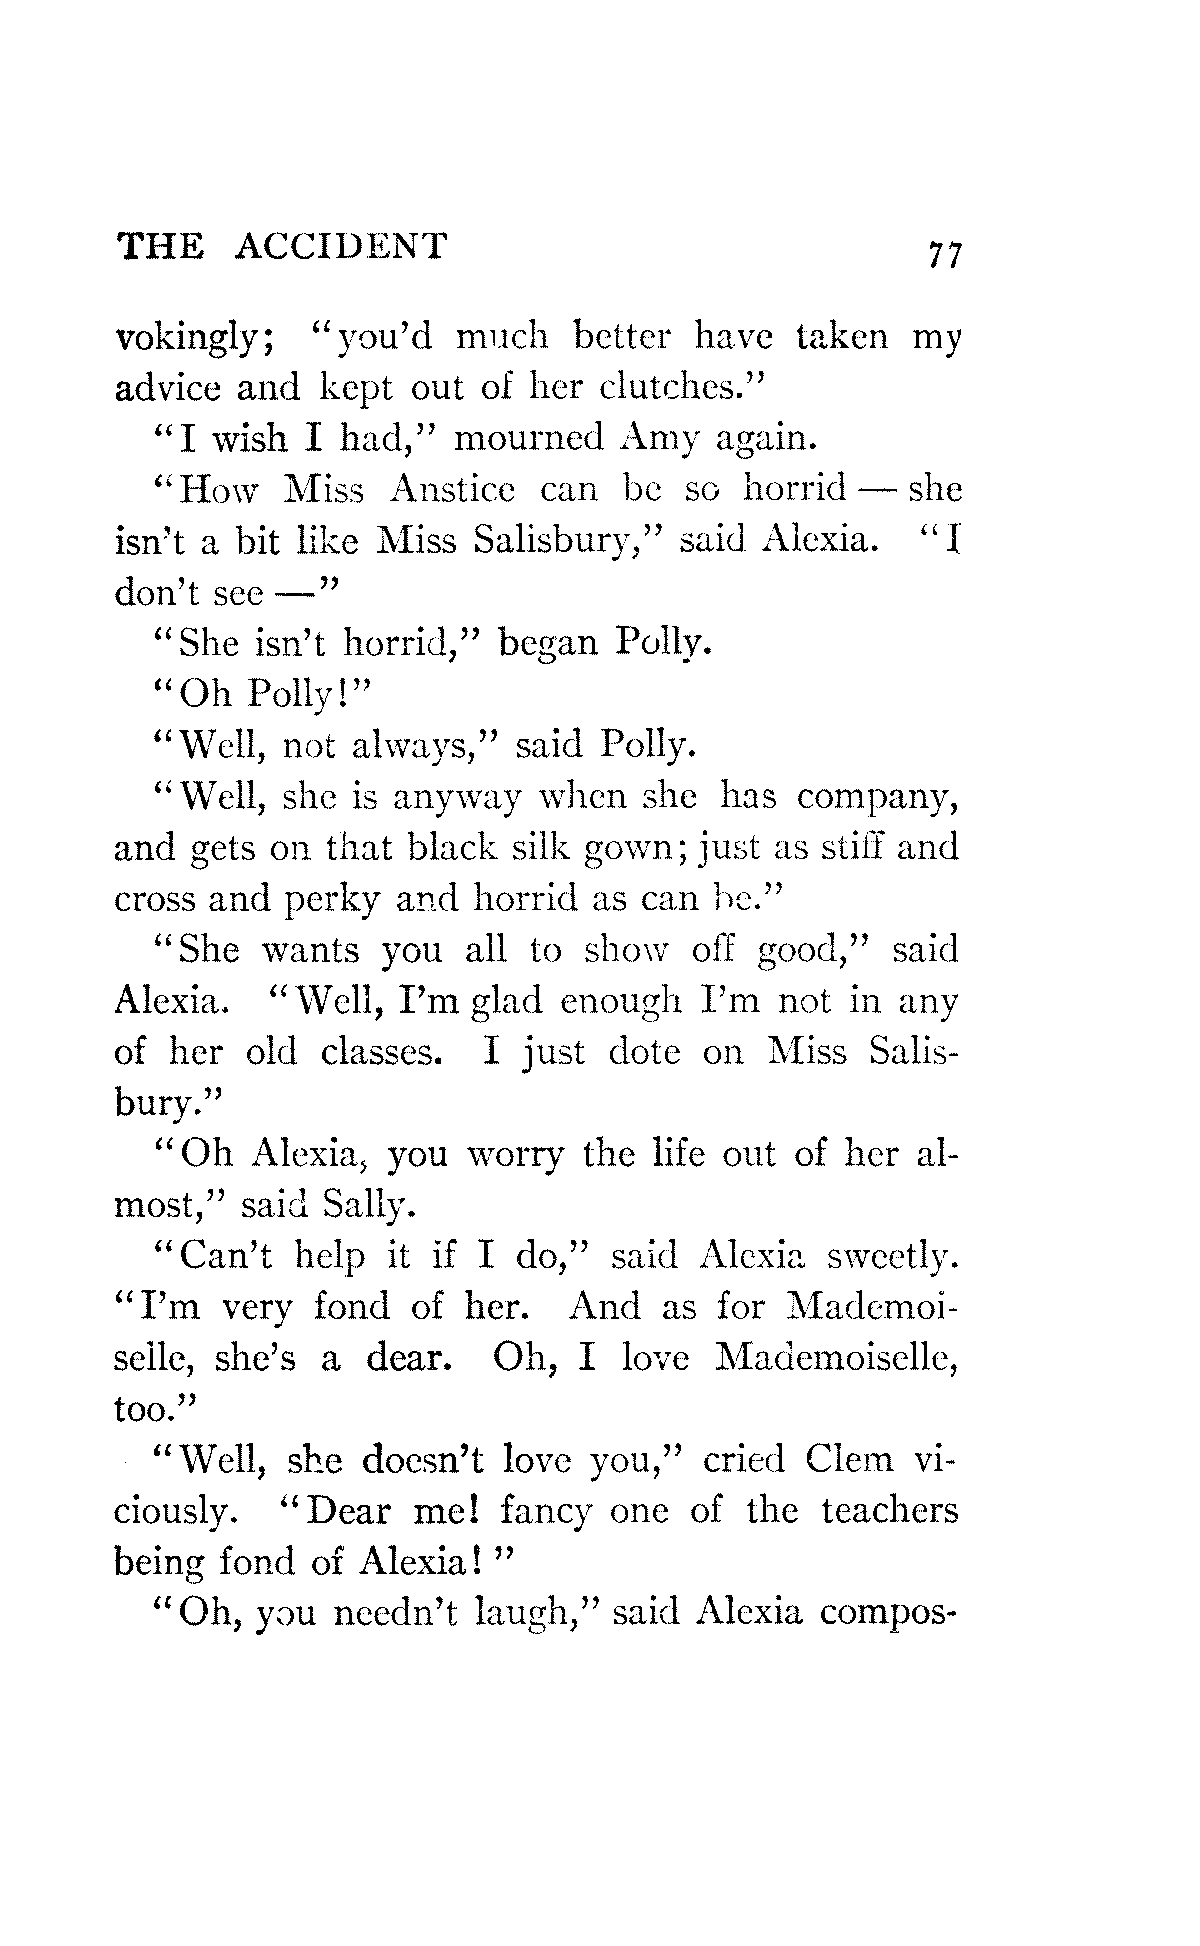 THE ACCIDENT 77
vokingly; "you'd much better have taken my
advice and kept out of her clutches."
"I wish I had," mourned Amy again.
"How Miss Anstice can be so horrid — she
isn't a bit like Miss Salisbury," said Alexia. "I
don't see —"
"She isn't horrid," began Polly.
"Oh Polly!"
"Well, not always," said Polly.
"Well, she is anyway when she has company,
and gets on that black silk gown; just as stiff and
cross and perky and horrid as can be."
"She wants you all to show off good," said
Alexia. "Well, I'm glad enough I'm not in any
of her old classes. I just dote on Miss Salis-
bury."
"Oh Alexia, you worry the life out of her al-
most," said Sally.
"Can't help it if I do," said Alexia sweetly.
"I'm very fond of her. And as for Mademoi-
selle, she's a dear. Oh, I love Mademoiselle,
too."
"Well, she doesn't love you," cried Clem vi-
ciously. "Dear me! fancy one of the teachers
being fond of Alexia!"
"Oh, you needn't laugh," said Alexia compos-